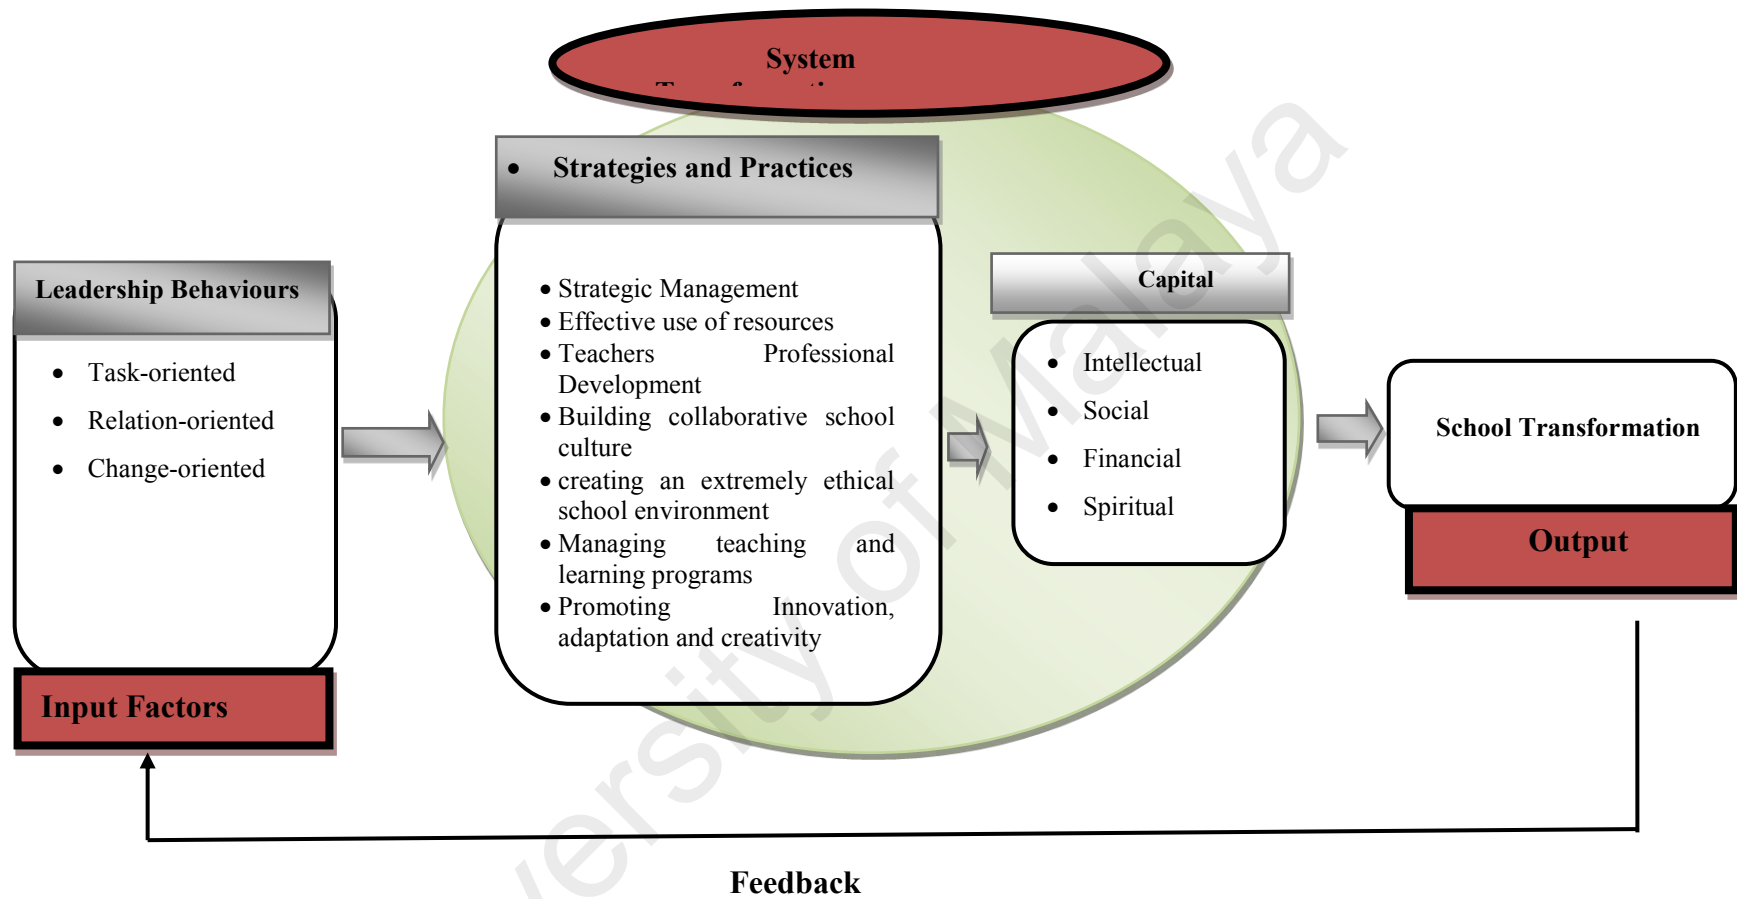 System
• Strategies and Practices
Leadership Behaviours
• Task-oriented
• Relation-oriented
• Change-oriented
Input Factors
• Strategic Management
• Effective use of resources
• Teachers Professional
Development
• Building collaborative school
culture
• creating an extremely ethical
school environment
• Managing teaching and
learning programs
• Promoting Innovation,
adaptation and creativity
Capital
• Intellectual
• Social
• Financial
• Spiritual
School Transformation
Output
Feedback
of Malaya